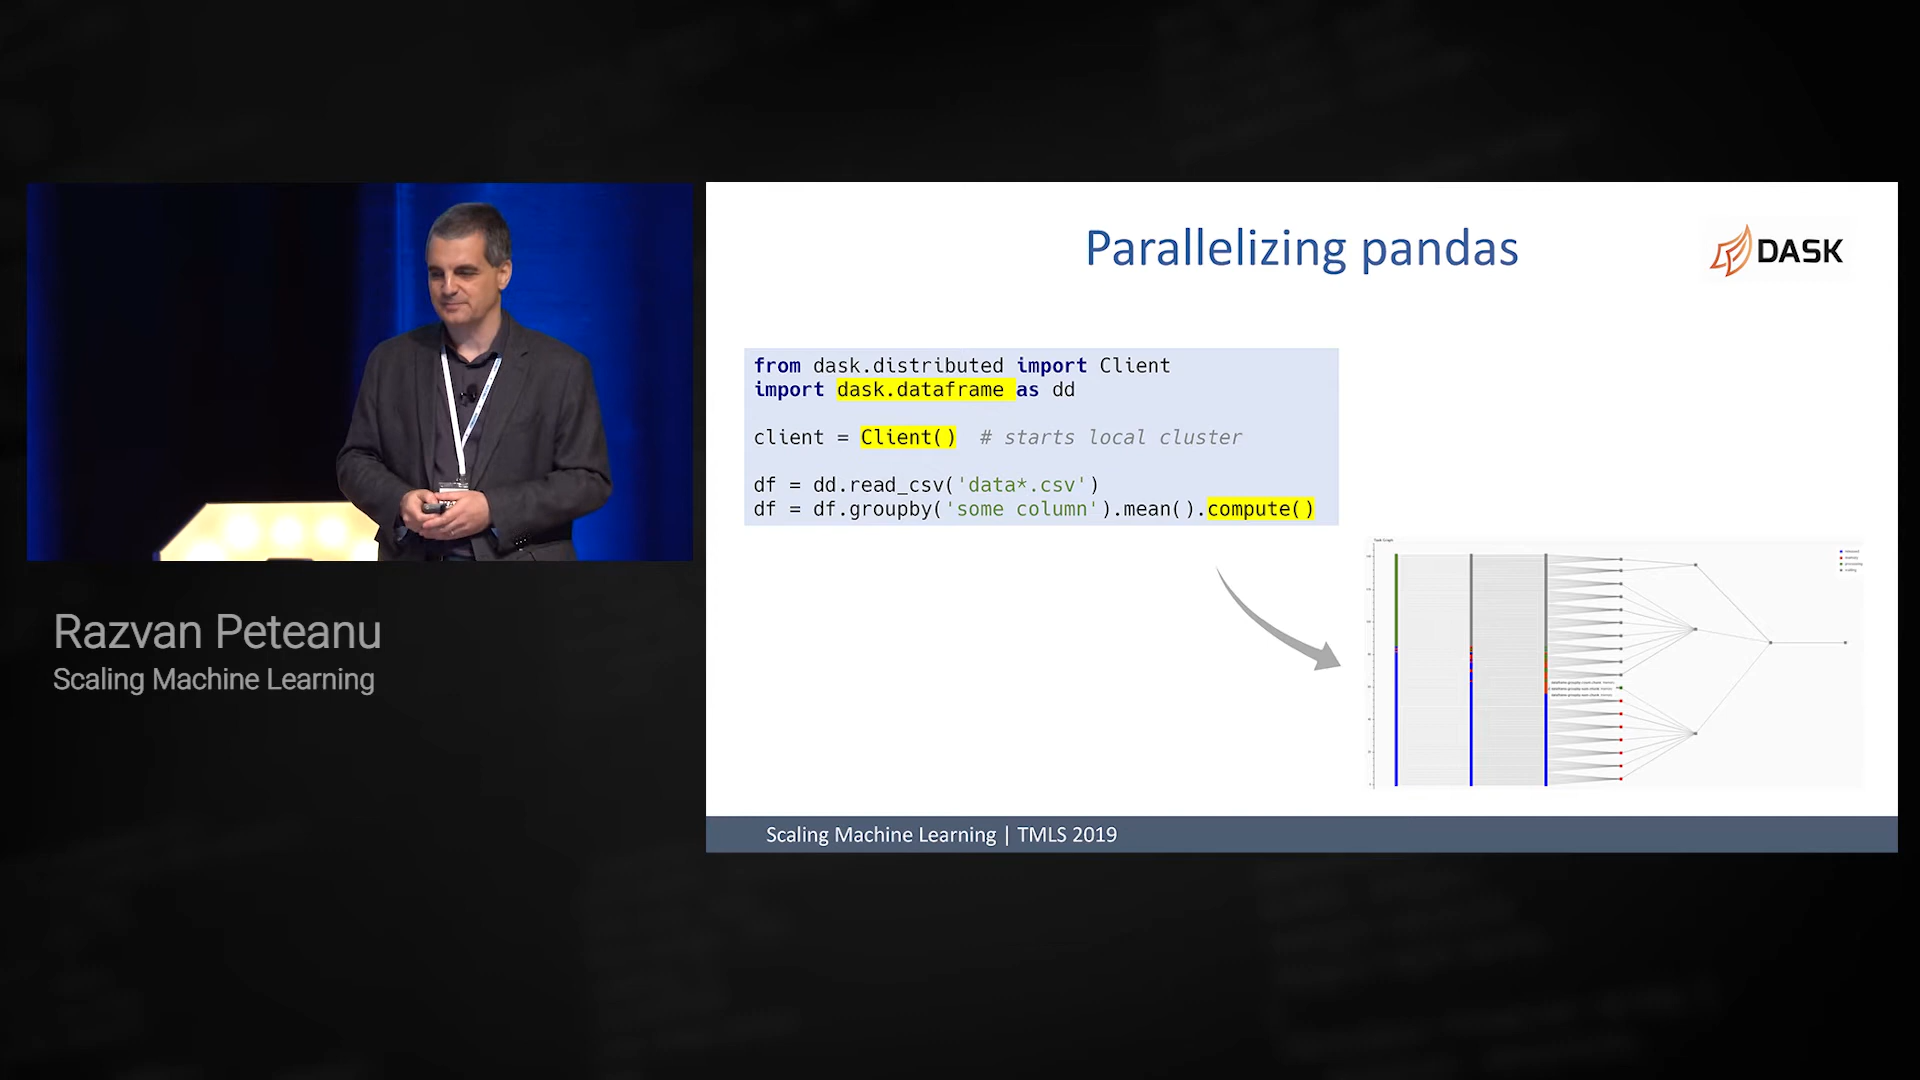 Parallelizing pandas
DASK
from dask.distributed import Client
import dask.dataframe as dd
client = Client()  # starts local cluster
df = dd.read_csv('data*.csv')
df = df.groupby('some column').mean().compute()
Task Graph
Razvan Peteanu
Scaling Machine Learning
Scaling Machine Learning | TMLS 2019